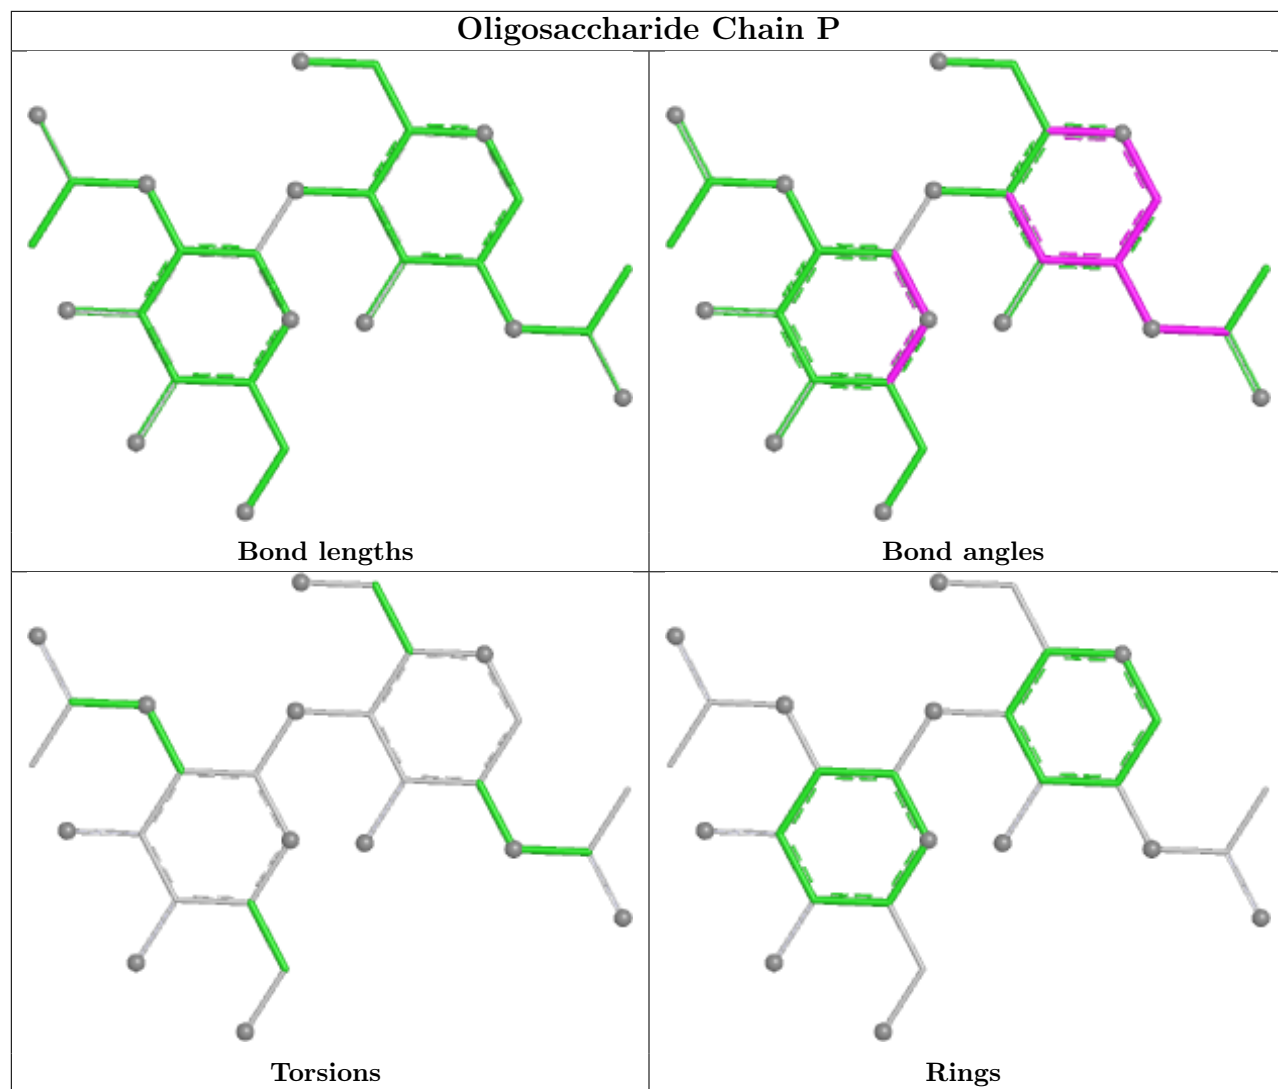 Oligosaccharide Chain P
Bond lengths
Bond angles
Torsions
Rings